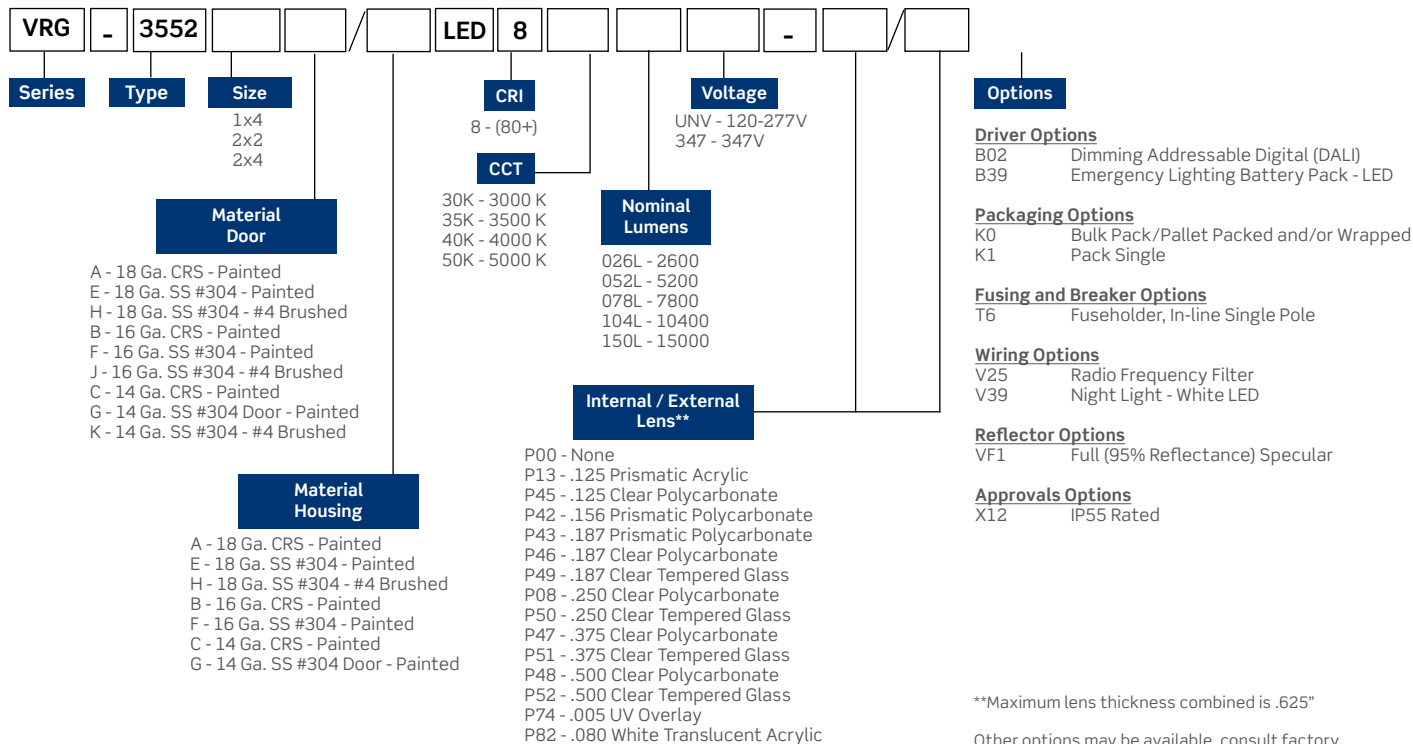 VRG - 3552 / LED 8 - /
Series Type Size
1x4
2x2
2x4
Material
Door
A - 18 Ga. CRS - Painted
E - 18 Ga. SS #304 - Painted
H - 18 Ga. SS #304 - #4 Brushed
B - 16 Ga. CRS - Painted
F - 16 Ga. SS #304 - Painted
J - 16 Ga. SS #304 - #4 Brushed
C - 14 Ga. CRS - Painted
G - 14 Ga. SS #304 Door - Painted
K - 14 Ga. SS #304 - #4 Brushed
Material
Housing
A - 18 Ga. CRS - Painted
E - 18 Ga. SS #304 - Painted
H - 18 Ga. SS #304 - #4 Brushed
B - 16 Ga. CRS - Painted
F - 16 Ga. SS #304 - Painted
C - 14 Ga. CRS - Painted
G - 14 Ga. SS #304 Door - Painted
CRI
8 - (80+)
CCT
30K - 3000 K
35K - 3500 K
40K - 4000 K
50K - 5000 K
Nominal
Lumens
026L - 2600
052L - 5200
078L - 7800
104L - 10400
150L - 15000
Voltage
UNV - 120-277V
347 - 347V
Internal / External
Lens**
P00 - None
P13 - .125 Prismatic Acrylic
P45 - .125 Clear Polycarbonate
P42 - .156 Prismatic Polycarbonate
P43 - .187 Prismatic Polycarbonate
P46 - .187 Clear Polycarbonate
P49 - .187 Clear Tempered Glass
P08 - .250 Clear Polycarbonate
P50 - .250 Clear Tempered Glass
P47 - .375 Clear Polycarbonate
P51 - .375 Clear Tempered Glass
P48 - .500 Clear Polycarbonate
P52 - .500 Clear Tempered Glass
P74 - .005 UV Overlay
P82 - .080 White Translucent Acrylic
Options
Driver Options
B02 Dimming Addressable Digital (DALI)
B39 Emergency Lighting Battery Pack - LED
Packaging Options
K0 Bulk Pack/Pallet Packed and/or Wrapped
K1 Pack Single
Fusing and Breaker Options
T6 Fuseholder, In-line Single Pole
Wiring Options
V25 Radio Frequency Filter
V39 Night Light - White LED
Reflector Options
VF1 Full (95% Reflectance) Specular
Approvals Options
X12 IP55 Rated
**Maximum lens thickness combined is .625"
Other options may be available, consult factory